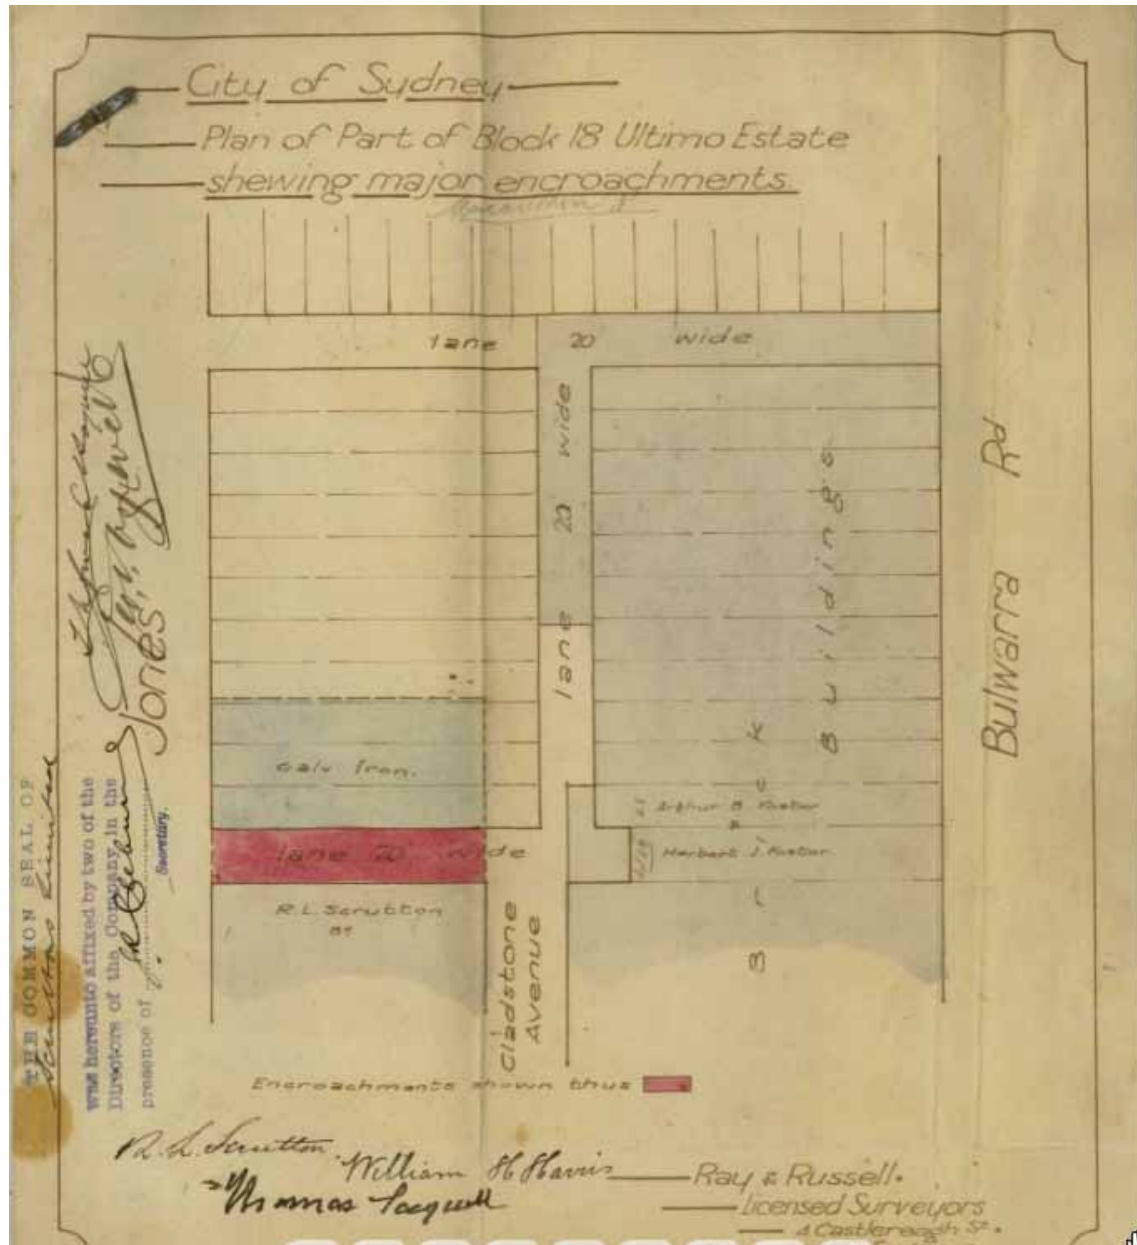 City of Sydney
Plan of Part of Block 18 Ultimo Estate
shewing major encroachments.
lane 20 wide
lane 20 wide
Bulwarra Rd
Brick Buildings
Galv Iron.
Arthur B Foster
Herbert J. Foster
lane 20 wide
R. L. Scrutton
Gladstone
Avenue
Encroachments shown thus
R. L. Scrutton
William H Harris
Thomas
Ray & Russell.
Licensed Surveyors
4 Castlereagh St.
THE COMMON SEAL OF
Scruttons Limited
was hereunto affixed by two of the
Directors of the Company, in the
presence of
Secretary.
Jones